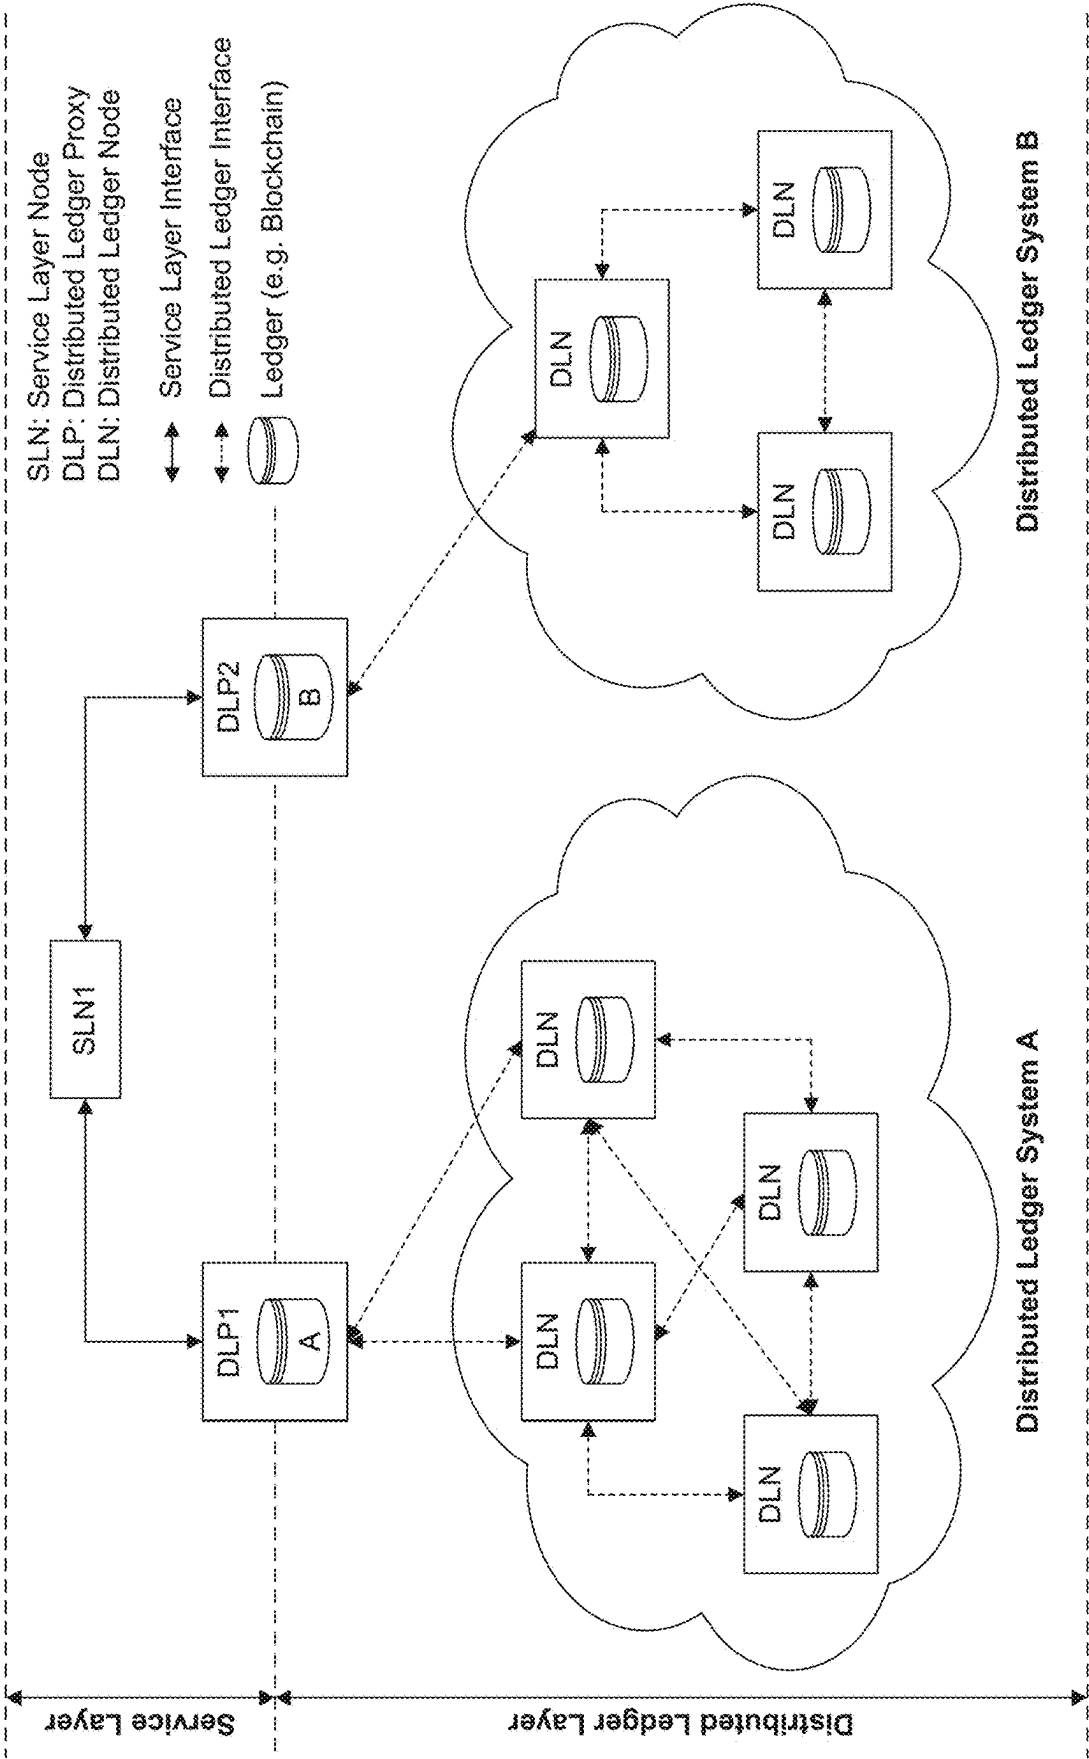 SLN: Service Layer Node
DLP: Distributed Ledger Proxy
DLN: Distributed Ledger Node
Service Layer Interface
Distributed Ledger Interface
Ledger (e.g. Blockchain)
Service Layer
SLN1
DLP1
A
DLP2
B
Distributed Ledger Layer
DLN
DLN
DLN
DLN
Distributed Ledger System A
DLN
DLN
DLN
Distributed Ledger System B